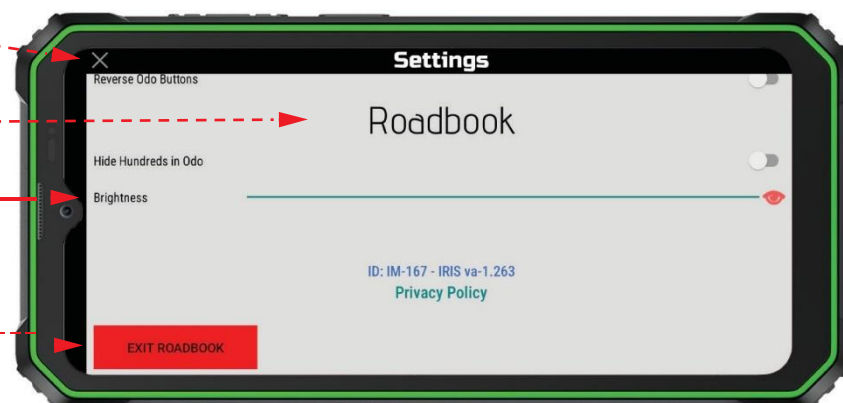 Settings
Reverse Odo Buttons
Roadbook
Hide Hundreds in Odo
Brightness
ID: IM-167 - IRIS va-1.263
Privacy Policy
EXIT ROADBOOK